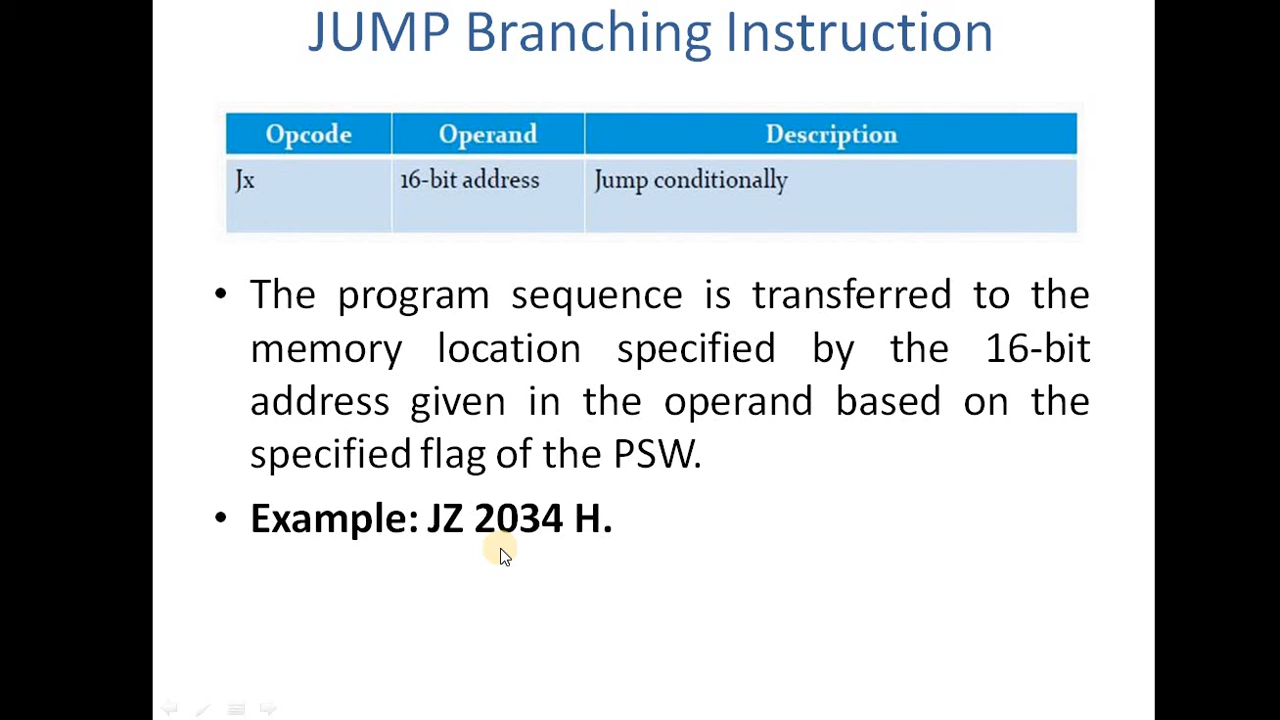 JUMP Branching Instruction
Opcode Operand Description
Jx 16-bit address Jump conditionally
• The program sequence is transferred to the
memory location specified by the 16-bit
address given in the operand based on the
specified flag of the PSW.
• Example: JZ 2034 H.